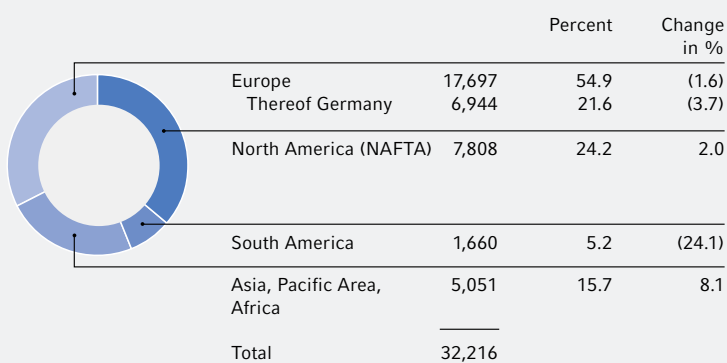 Percent Change
in %
Europe 17,697 54.9 (1.6)
Thereof Germany 6,944 21.6 (3.7)
North America (NAFTA) 7,808 24.2 2.0
South America 1,660 5.2 (24.1)
Asia, Pacific Area, 5,051 15.7 8.1
Africa
Total 32,216